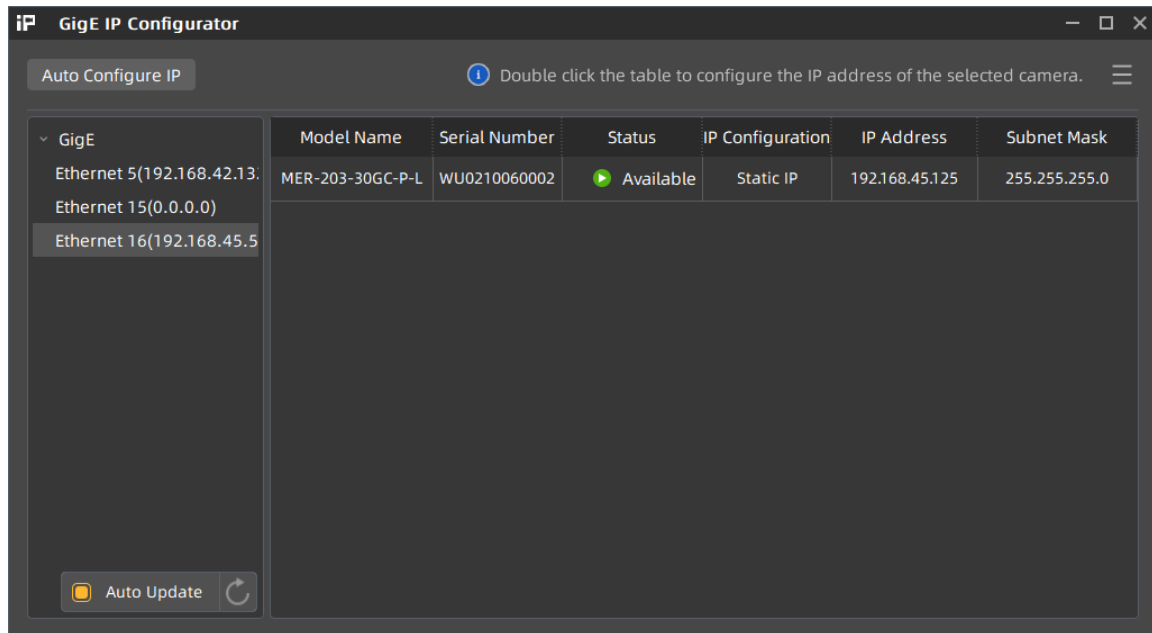 iP GigE IP Configurator
Auto Configure IP
Double click the table to configure the IP address of the selected camera.
GigE
Ethernet 5(192.168.42.13
Ethernet 15(0.0.0.0)
Ethernet 16(192.168.45.5
Model Name Serial Number Status IP Configuration IP Address Subnet Mask
MER-203-30GC-P-L WU0210060002 Available Static IP 192.168.45.125 255.255.255.0
Auto Update